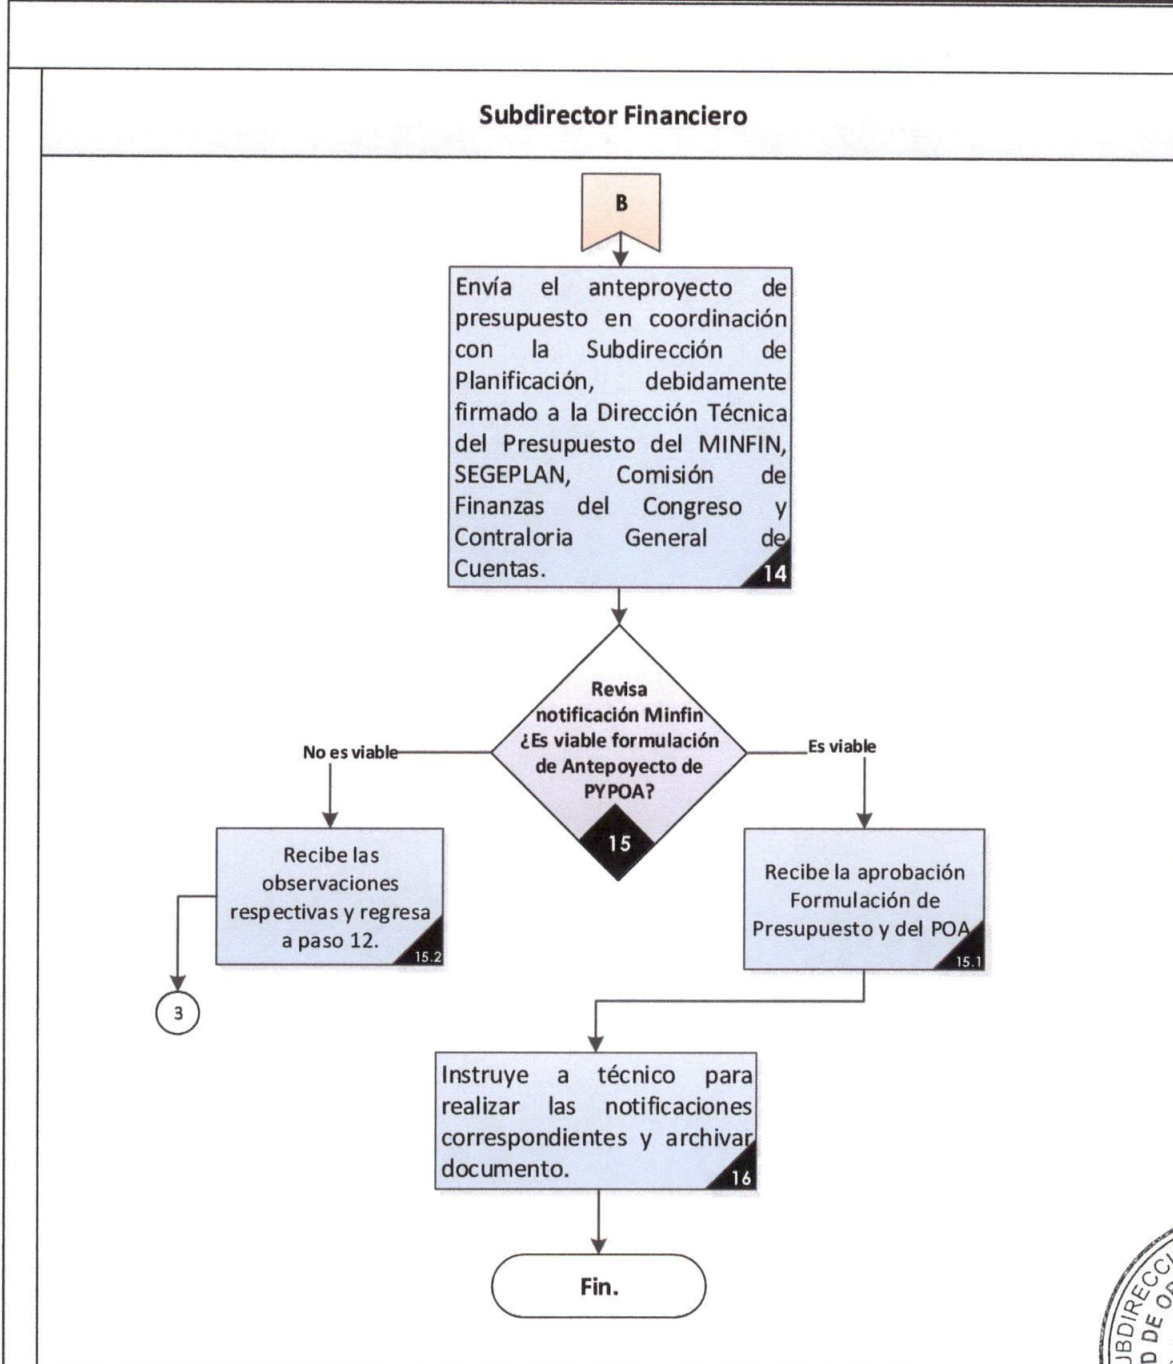 Subdirector Financiero
B
Envía el anteproyecto de
presupuesto en coordinación
con la Subdirección de
Planificación, debidamente
firmado a la Dirección Técnica
del Presupuesto del MINFIN,
SEGEPLAN, Comisión de
Finanzas del Congreso y
Contraloria General de
Cuentas.
14
Revisa
notificación Minfin
¿Es viable formulación
de Antepoyecto de
PYPOA?
15
No es viable
Es viable
Recibe las
observaciones
respectivas y regresa
a paso 12.
15.2
Recibe la aprobación
Formulación de
Presupuesto y del POA
15.1
3
Instruye a técnico para
realizar las notificaciones
correspondientes y archivar
documento.
16
Fin.
DE